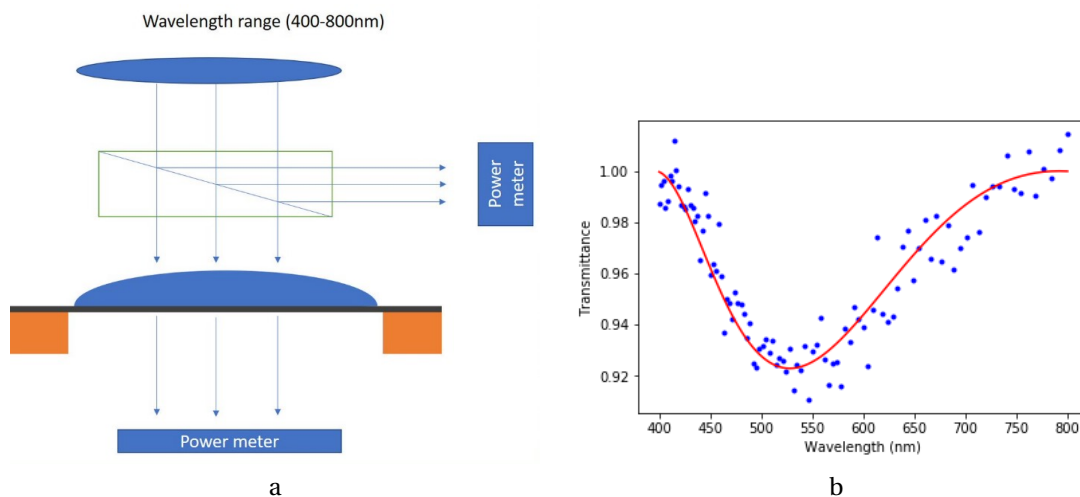 Wavelength range (400-800nm)
Power
meter
Power meter
a
Transmittance
1.00
0.98
0.96
0.94
0.92
400
450
500
550
600
650
700
750
800
Wavelength (nm)
b